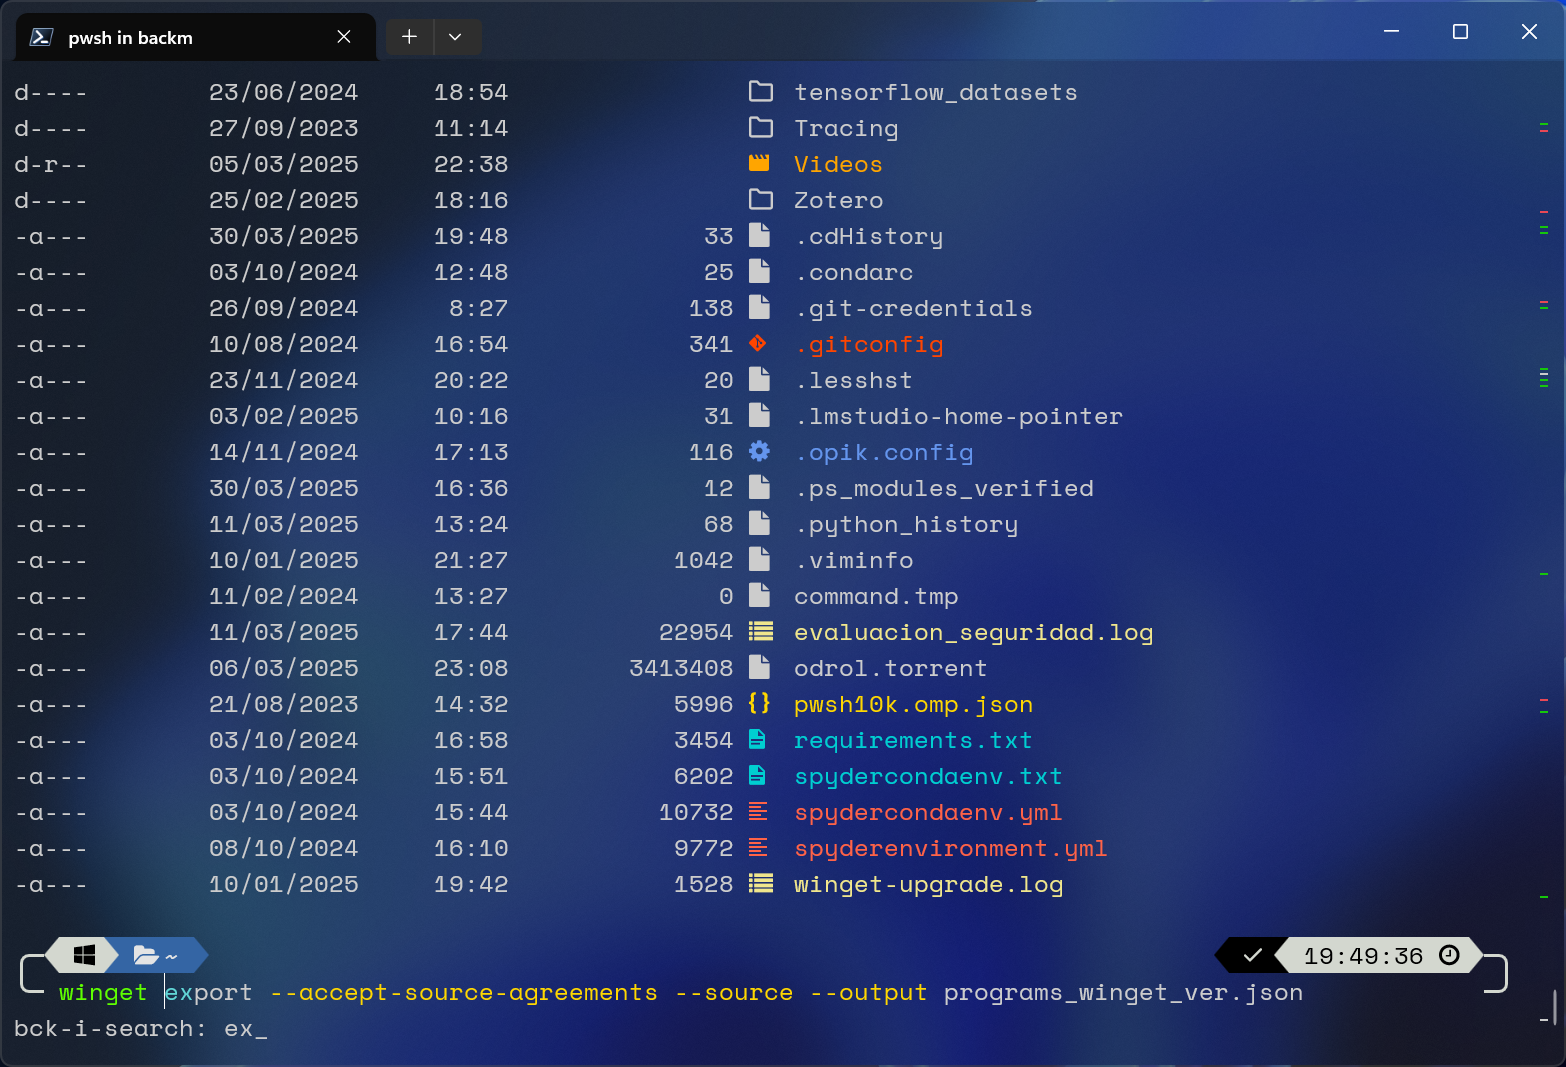 pwsh in backm
d---- 23/06/2024 18:54 tensorflow_datasets
d---- 27/09/2023 11:14 Tracing
d-r-- 05/03/2025 22:38 Videos
d---- 25/02/2025 18:16 Zotero
-a--- 30/03/2025 19:48 33 .cdHistory
-a--- 03/10/2024 12:48 25 .condarc
-a--- 26/09/2024 8:27 138 .git-credentials
-a--- 10/08/2024 16:54 341 .gitconfig
-a--- 23/11/2024 20:22 20 .lesshst
-a--- 03/02/2025 10:16 31 .lmstudio-home-pointer
-a--- 14/11/2024 17:13 116 .opik.config
-a--- 30/03/2025 16:36 12 .ps_modules_verified
-a--- 11/03/2025 13:24 68 .python_history
-a--- 10/01/2025 21:27 1042 .viminfo
-a--- 11/02/2024 13:27 0 command.tmp
-a--- 11/03/2025 17:44 22954 evaluacion_seguridad.log
-a--- 06/03/2025 23:08 3413408 odrol.torrent
-a--- 21/08/2023 14:32 5996 pwsh10k.omp.json
-a--- 03/10/2024 16:58 3454 requirements.txt
-a--- 03/10/2024 15:51 6202 spydercondaenv.txt
-a--- 03/10/2024 15:44 10732 spydercondaenv.yml
-a--- 08/10/2024 16:10 9772 spyderenvironment.yml
-a--- 10/01/2025 19:42 1528 winget-upgrade.log
~ 19:49:36
winget export --accept-source-agreements --source --output programs_winget_ver.json
bck-i-search: ex_